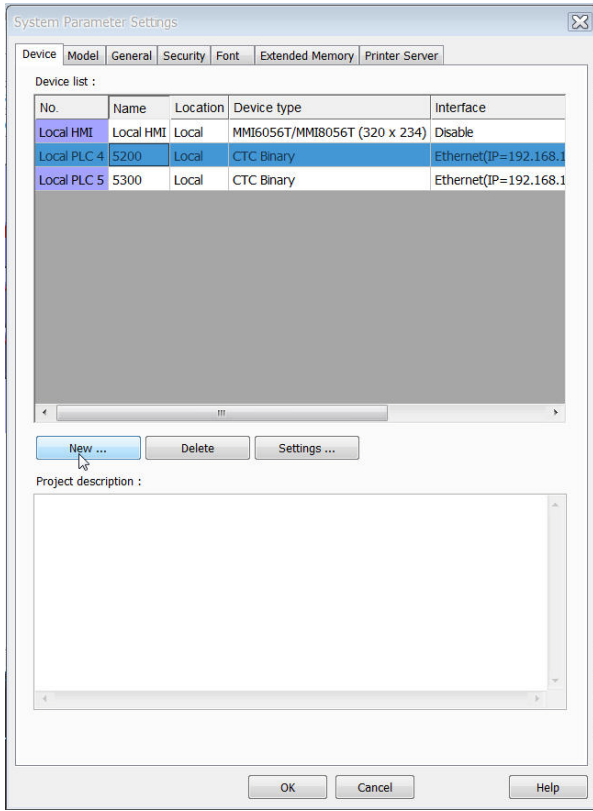 System Parameter Settings
Device Model General Security Font Extended Memory Printer Server
Device list :
No. Name Location Device type Interface
Local HMI Local HMI Local MMI6056T/MMI8056T (320 x 234) Disable
Local PLC 4 5200 Local CTC Binary Ethernet(IP=192.168.1
Local PLC 5 5300 Local CTC Binary Ethernet(IP=192.168.1
New ... Delete Settings ...
Project description :
OK Cancel Help